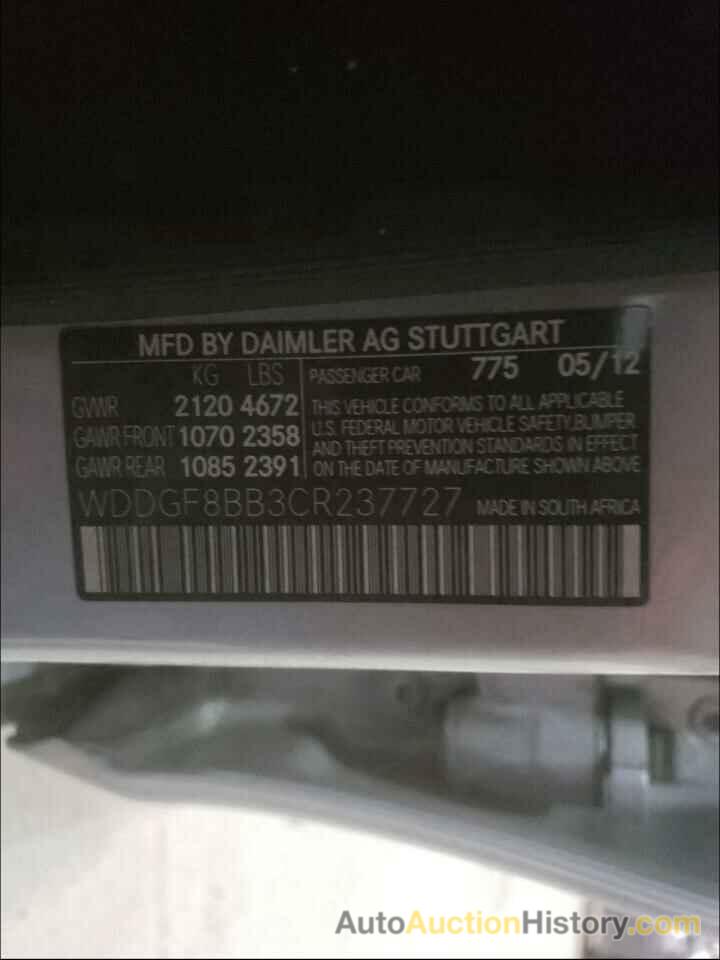 MFD BY DAIMLER AG STUTTGART
KG LBS
GVWR 2120 4672
GAWR FRONT 1070 2358
GAWR REAR 1085 2391
PASSENGER CAR 775 05/12
THIS VEHICLE CONFORMS TO ALL APPLICABLE
U.S. FEDERAL MOTOR VEHICLE SAFETY,BUMPER
AND THEFT PREVENTION STANDARDS IN EFFECT
ON THE DATE OF MANUFACTURE SHOWN ABOVE
WDDGF8BB3CR237727 MADE IN SOUTH AFRICA
AutoAuctionHistory.com